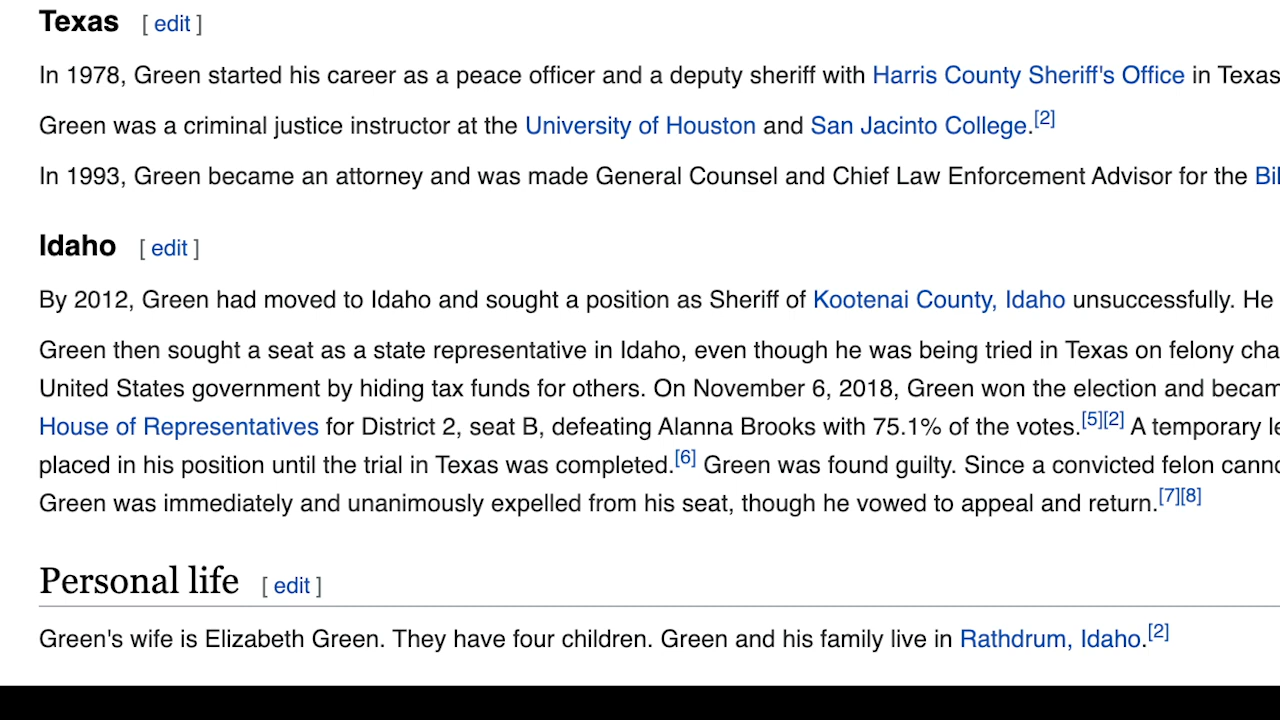 Texas [ edit ]
In 1978, Green started his career as a peace officer and a deputy sheriff with Harris County Sheriff's Office in Texas
Green was a criminal justice instructor at the University of Houston and San Jacinto College.[2]
In 1993, Green became an attorney and was made General Counsel and Chief Law Enforcement Advisor for the
Idaho [ edit ]
By 2012, Green had moved to Idaho and sought a position as Sheriff of Kootenai County, Idaho unsuccessfully. He
Green then sought a seat as a state representative in Idaho, even though he was being tried in Texas on felony
United States government by hiding tax funds for others. On November 6, 2018, Green won the election and
House of Representatives for District 2, seat B, defeating Alanna Brooks with 75.1% of the votes.[5][2] A temporary
placed in his position until the trial in Texas was completed.[6] Green was found guilty. Since a convicted felon
Green was immediately and unanimously expelled from his seat, though he vowed to appeal and return.[7][8]
Personal life [ edit ]
Green's wife is Elizabeth Green. They have four children. Green and his family live in Rathdrum, Idaho.[2]